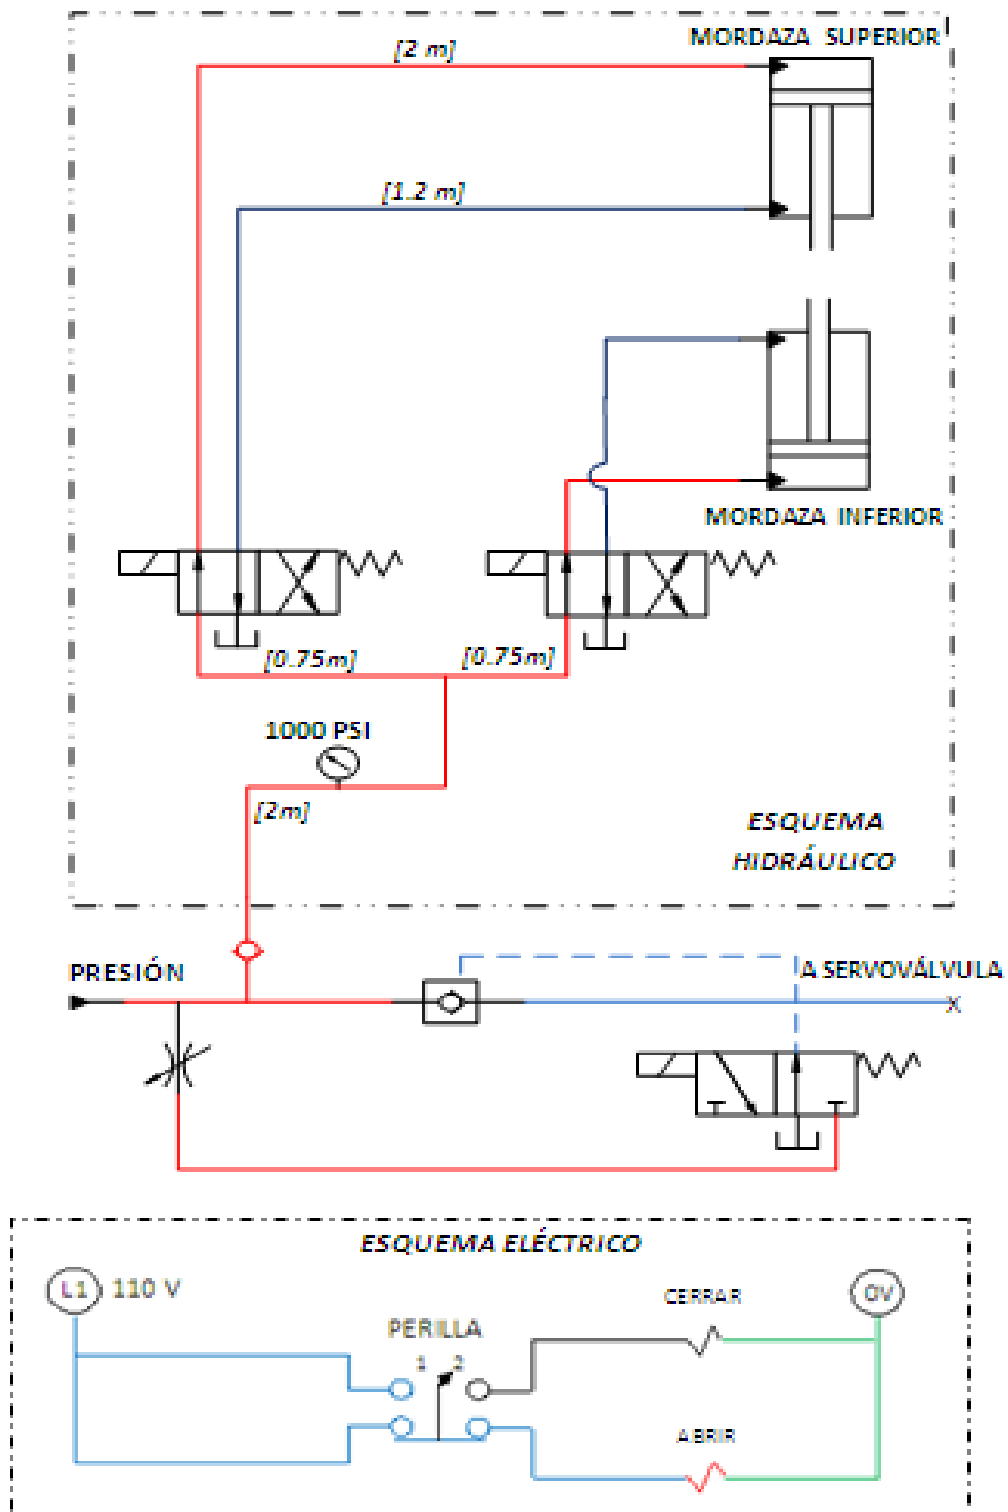 MORDAZA SUPERIOR
[2 m]
[1.2 m]
MORDAZA INFERIOR
[0.75m]
[0.75m]
1000 PSI
[2m]
ESQUEMA
HIDRÁULICO
PRESIÓN
A SERVOVÁLVULA
X
ESQUEMA ELÉCTRICO
L1 110 V
CERRAR
0V
PERILLA
1 2
ABRIR